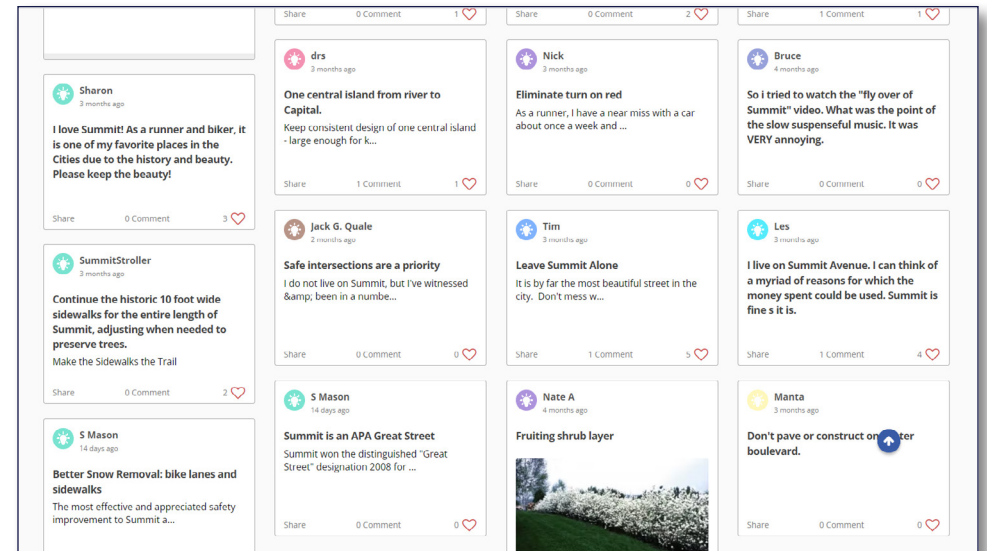 Share 0 Comment 1
Share 0 Comment 2
Share 1 Comment 1
Sharon
3 months ago
I love Summit! As a runner and biker, it
is one of my favorite places in the
Cities due to the history and beauty.
Please keep the beauty!
Share 0 Comment 3
SummitStroller
3 months ago
Continue the historic 10 foot wide
sidewalks for the entire length of
Summit, adjusting when needed to
preserve trees.
Make the Sidewalks the Trail
Share 0 Comment 2
S Mason
14 days ago
Better Snow Removal: bike lanes and
sidewalks
The most effective and appreciated safety
improvement to Summit a...
drs
3 months ago
One central island from river to
Capital.
Keep consistent design of one central island
- large enough for k...
Share 1 Comment 1
Jack G. Quale
2 months ago
Safe intersections are a priority
I do not live on Summit, but I've witnessed
&amp; been in a numbe...
Share 0 Comment 0
S Mason
14 days ago
Summit is an APA Great Street
Summit won the distinguished "Great
Street" designation 2008 for ...
Share 0 Comment 0
Nick
3 months ago
Eliminate turn on red
As a runner, I have a near miss with a car
about once a week and ...
Share 0 Comment 0
Tim
3 months ago
Leave Summit Alone
It is by far the most beautiful street in the
city. Don't mess w...
Share 1 Comment 5
Nate A
4 months ago
Fruiting shrub layer
Bruce
4 months ago
So i tried to watch the "fly over of
Summit" video. What was the point of
the slow suspenseful music. It was
VERY annoying.
Share 0 Comment 0
Les
3 months ago
I live on Summit Avenue. I can think of
a myriad of reasons for which the
money spent could be used. Summit is
fine s it is.
Share 1 Comment 4
Manta
3 months ago
Don't pave or construct on
boulevard.
Share 0 Comment 0